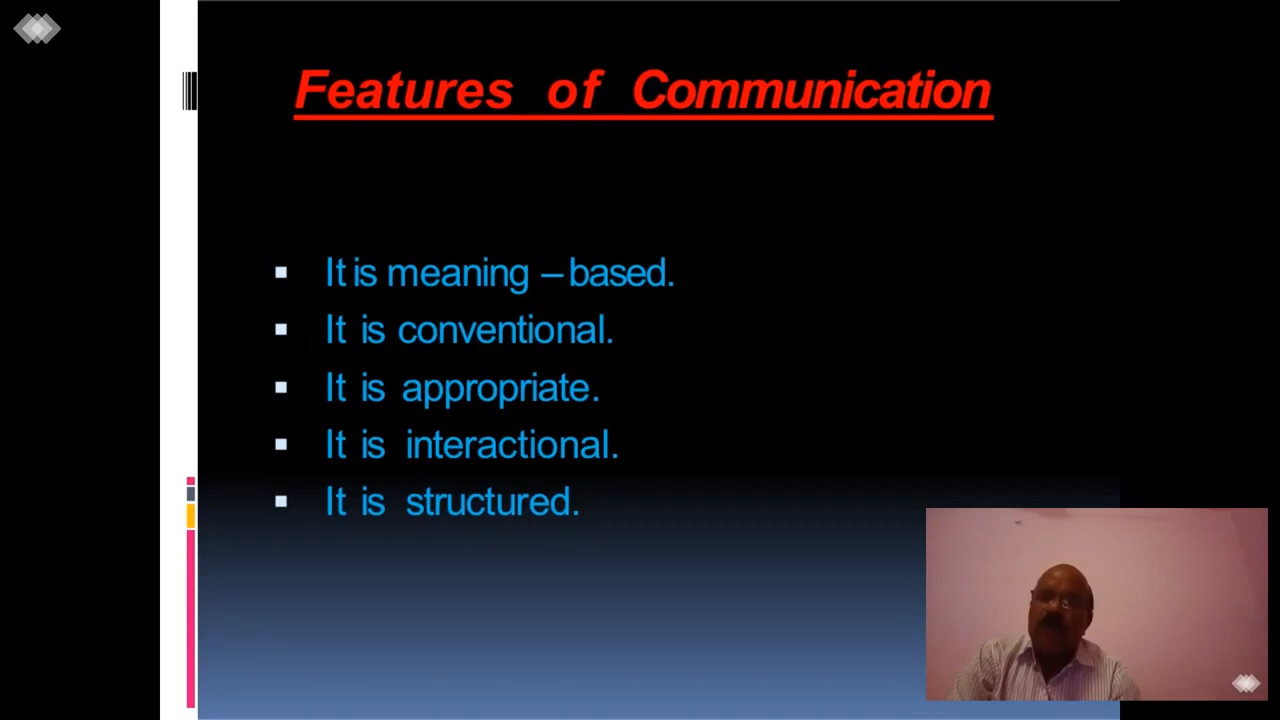 Features of Communication
It is meaning – based.
It is conventional.
It is appropriate.
It is interactional.
It is structured.